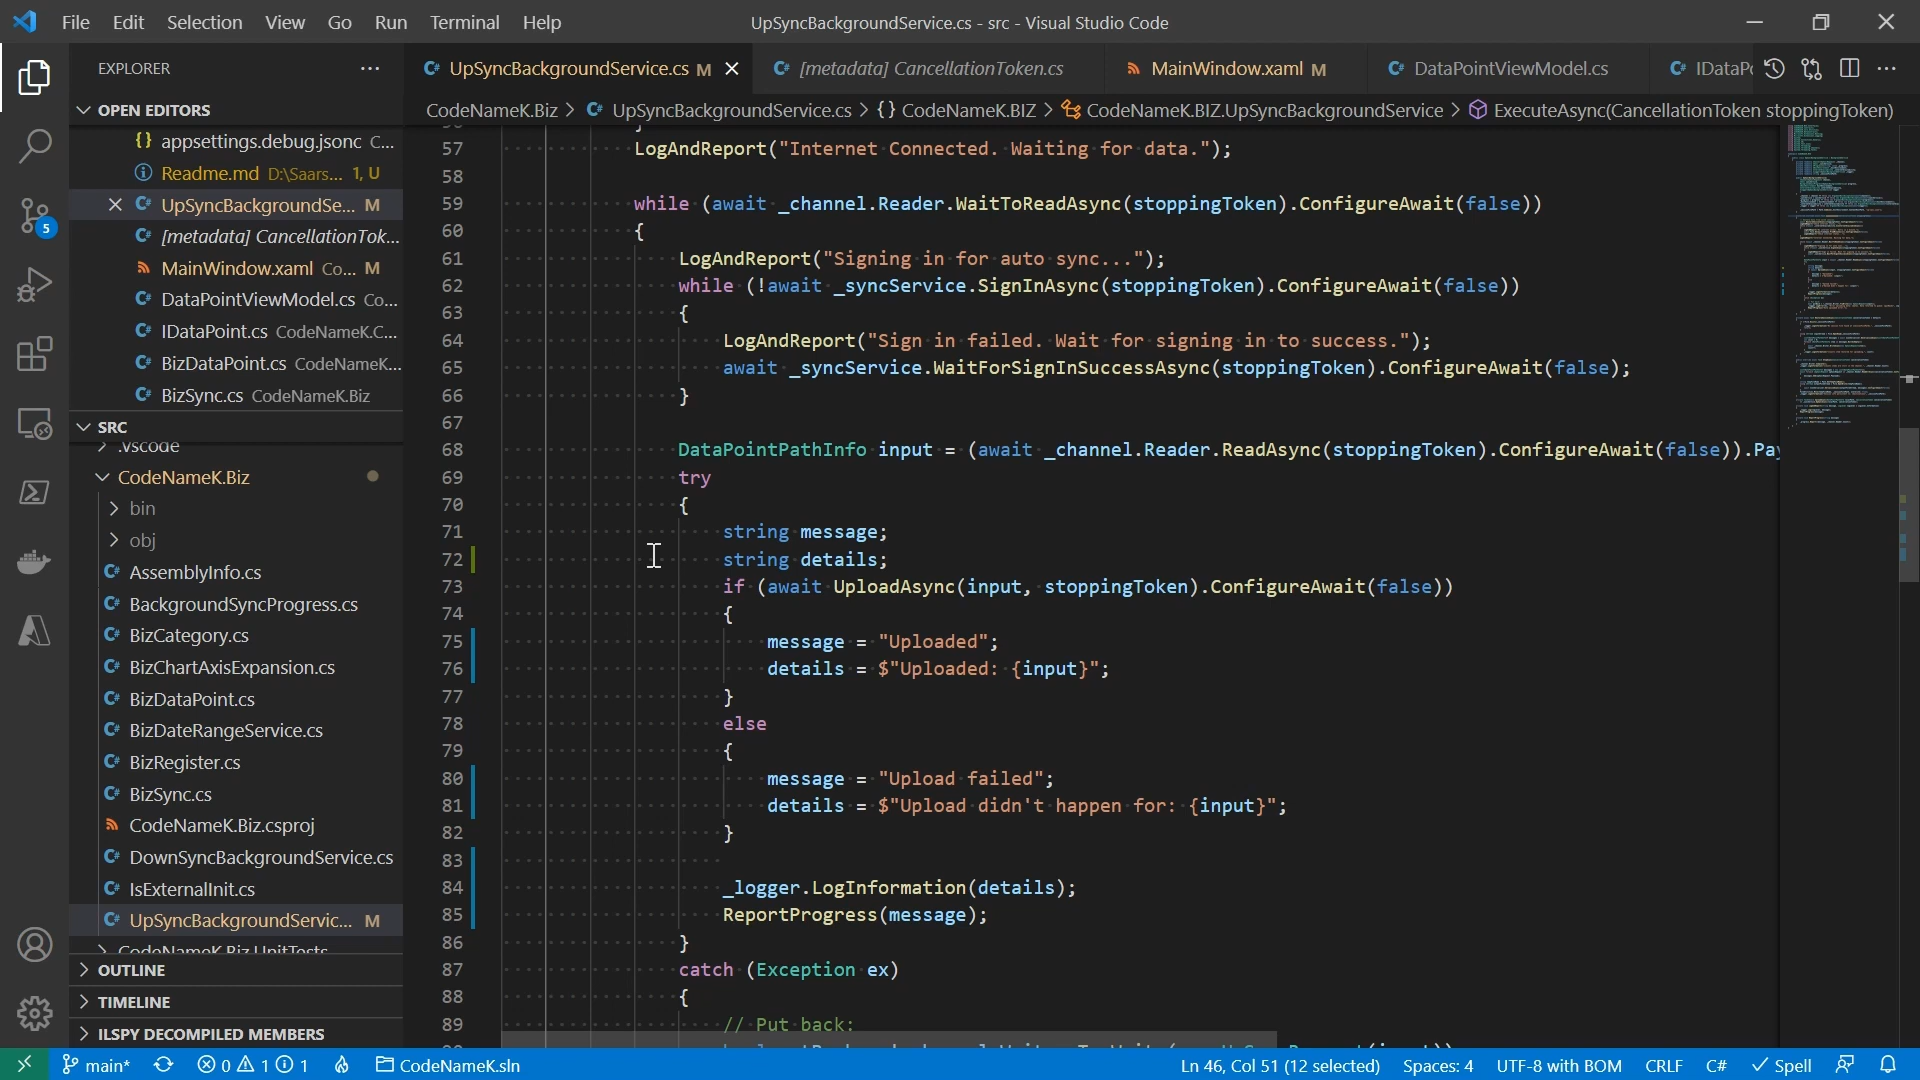 File Edit Selection View Go Run Terminal Help
UpSyncBackgroundService.cs - src - Visual Studio Code
EXPLORER
UpSyncBackgroundService.cs M
[metadata] CancellationToken.cs
MainWindow.xaml M
DataPointViewModel.cs
IDataPo
CodeNameK.Biz > UpSyncBackgroundService.cs > {} CodeNameK.BIZ > CodeNameK.BIZ.UpSyncBackgroundService > ExecuteAsync(CancellationToken stoppingToken)
OPEN EDITORS
{} appsettings.debug.jsonc C...
Readme.md D:\Saars... 1, U
UpSyncBackgroundSe... M
[metadata] CancellationTok...
MainWindow.xaml Co... M
DataPointViewModel.cs Co...
IDataPoint.cs CodeNameK.C...
BizDataPoint.cs CodeNameK...
BizSync.cs CodeNameK.Biz
SRC
.vscode
CodeNameK.Biz
bin
obj
AssemblyInfo.cs
BackgroundSyncProgress.cs
BizCategory.cs
BizChartAxisExpansion.cs
BizDataPoint.cs
BizDateRangeService.cs
BizRegister.cs
BizSync.cs
CodeNameK.Biz.csproj
DownSyncBackgroundService.cs
IsExternalInit.cs
UpSyncBackgroundServic... M
CodeNameK.Biz.UnitTests
OUTLINE
TIMELINE
ILSPY DECOMPILED MEMBERS
5
57 LogAndReport("Internet Connected. Waiting for data.");
58
59 while (await _channel.Reader.WaitToReadAsync(stoppingToken).ConfigureAwait(false))
60 {
61 LogAndReport("Signing in for auto sync...");
62 while (!await _syncService.SignInAsync(stoppingToken).ConfigureAwait(false))
63 {
64 LogAndReport("Sign in failed. Wait for signing in to success.");
65 await _syncService.WaitForSignInSuccessAsync(stoppingToken).ConfigureAwait(false);
66 }
67
68 DataPointPathInfo input = (await _channel.Reader.ReadAsync(stoppingToken).ConfigureAwait(false)).Pay
69 try
70 {
71 string message;
72 string details;
73 if (await UploadAsync(input, stoppingToken).ConfigureAwait(false))
74 {
75 message = "Uploaded";
76 details = $"Uploaded: {input}";
77 }
78 else
79 {
80 message = "Upload failed";
81 details = $"Upload didn't happen for: {input}";
82 }
83
84 _logger.LogInformation(details);
85 ReportProgress(message);
86 }
87 catch (Exception ex)
88 {
89 // Put back:
main* 0 1 1 CodeNameK.sln
Ln 46, Col 51 (12 selected) Spaces: 4 UTF-8 with BOM CRLF C# Spell